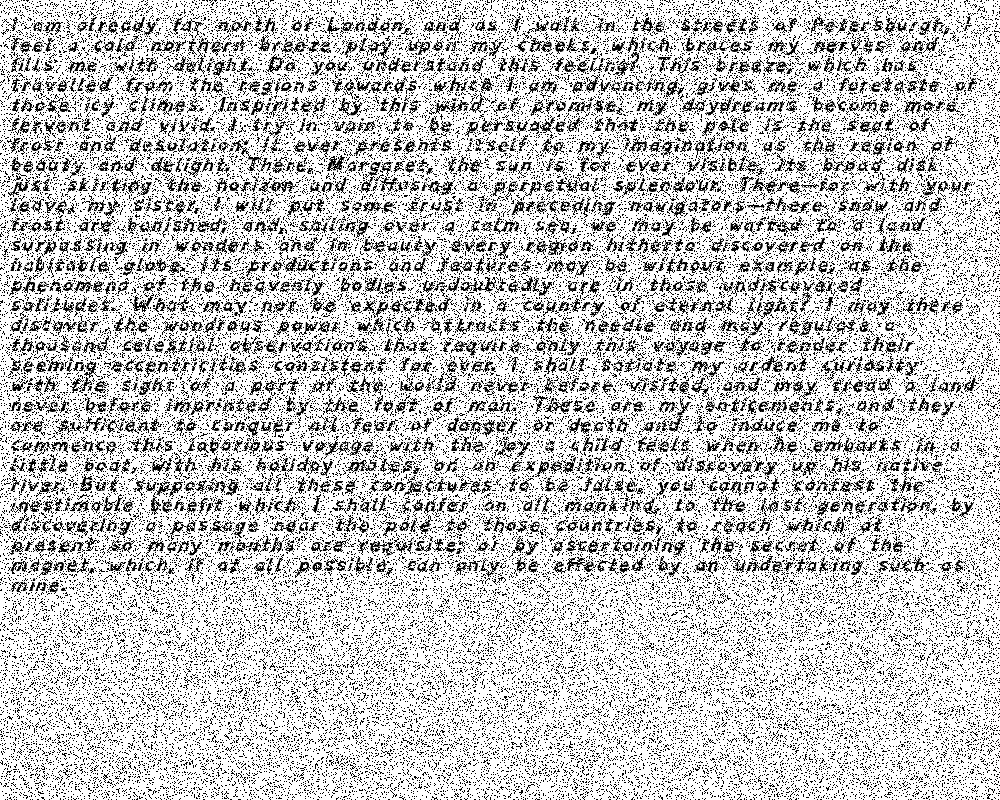 I am already far north of London, and as I walk in the streets of Petersburgh, I
feel a cold northern breeze play upon my cheeks, which braces my nerves and
fills me with delight. Do you understand this feeling? This breeze, which has
travelled from the regions towards which I am advancing, gives me a foretaste of
those icy climes. Inspirited by this wind of promise, my daydreams become more
fervent and vivid. I try in vain to be persuaded that the pole is the seat of
frost and desolation; it ever presents itself to my imagination as the region of
beauty and delight. There, Margaret, the sun is for ever visible, its broad disk
just skirting the horizon and diffusing a perpetual splendour. There—for with your
leave, my sister, I will put some trust in preceding navigators—there snow and
frost are banished; and, sailing over a calm sea, we may be wafted to a land
surpassing in wonders and in beauty every region hitherto discovered on the
habitable globe. Its productions and features may be without example, as the
phenomena of the heavenly bodies undoubtedly are in those undiscovered
solitudes. What may not be expected in a country of eternal light? I may there
discover the wondrous power which attracts the needle and may regulate a
thousand celestial observations that require only this voyage to render their
seeming eccentricities consistent for ever. I shall satiate my ardent curiosity
with the sight of a part of the world never before visited, and may tread a land
never before imprinted by the foot of man. These are my enticements, and they
are sufficient to conquer all fear of danger or death and to induce me to
commence this laborious voyage with the joy a child feels when he embarks in a
little boat, with his holiday mates, on an expedition of discovery up his native
river. But supposing all these conjectures to be false, you cannot contest the
inestimable benefit which I shall confer on all mankind, to the last generation, by
discovering a passage near the pole to those countries, to reach which at
present so many months are requisite; or by ascertaining the secret of the
magnet, which, if at all possible, can only be effected by an undertaking such as
mine.